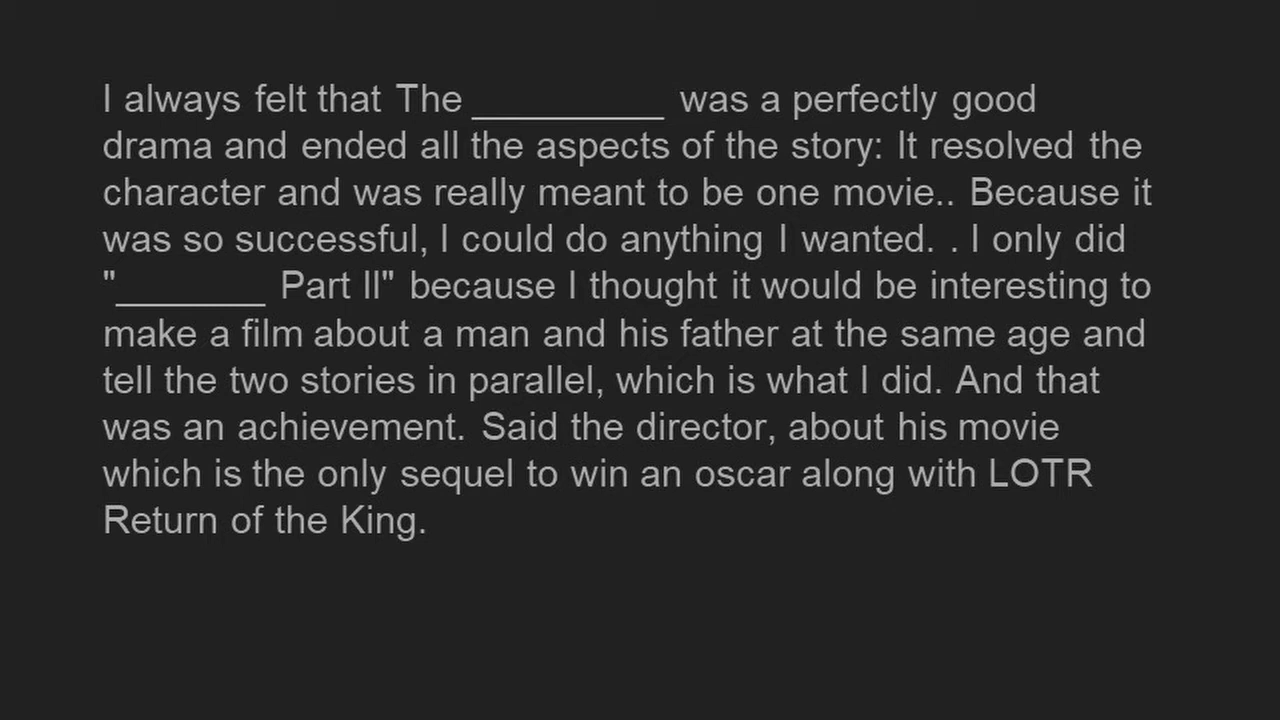 I always felt that The __________ was a perfectly good
drama and ended all the aspects of the story: It resolved the
character and was really meant to be one movie.. Because it
was so successful, I could do anything I wanted. . I only did
"________ Part II" because I thought it would be interesting to
make a film about a man and his father at the same age and
tell the two stories in parallel, which is what I did. And that
was an achievement. Said the director, about his movie
which is the only sequel to win an oscar along with LOTR
Return of the King.